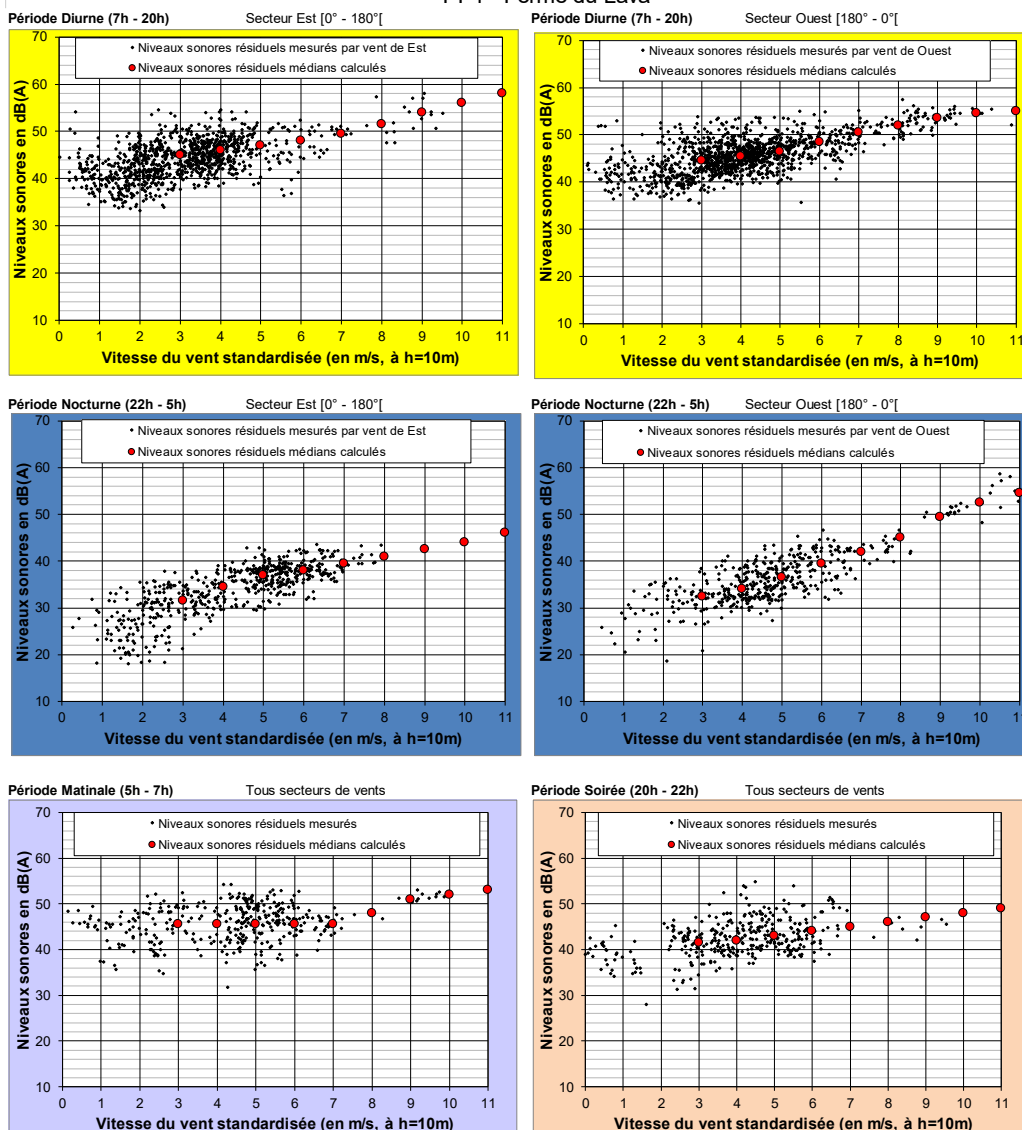 Ferme du Lava
Période Diurne (7h - 20h) Secteur Est [0° - 180°[
70
60
50
40
30
20
10
Niveaux sonores en dB(A)
Niveaux sonores résiduels mesurés par vent de Est
Niveaux sonores résiduels médians calculés
0 1 2 3 4 5 6 7 8 9 10 11
Vitesse du vent standardisée (en m/s, à h=10m)
Période Diurne (7h - 20h) Secteur Ouest [180° - 0°[
70
60
50
40
30
20
10
Niveaux sonores en dB(A)
Niveaux sonores résiduels mesurés par vent de Ouest
Niveaux sonores résiduels médians calculés
0 1 2 3 4 5 6 7 8 9 10 11
Vitesse du vent standardisée (en m/s, à h=10m)
Période Nocturne (22h - 5h) Secteur Est [0° - 180°[
70
60
50
40
30
20
10
Niveaux sonores en dB(A)
Niveaux sonores résiduels mesurés par vent de Est
Niveaux sonores résiduels médians calculés
0 1 2 3 4 5 6 7 8 9 10 11
Vitesse du vent standardisée (en m/s, à h=10m)
Période Nocturne (22h - 5h) Secteur Ouest [180° - 0°[
70
60
50
40
30
20
10
Niveaux sonores en dB(A)
Niveaux sonores résiduels mesurés par vent de Ouest
Niveaux sonores résiduels médians calculés
0 1 2 3 4 5 6 7 8 9 10
Vitesse du vent standardisée (en m/s, à h=10m)
Période Matinale (5h - 7h) Tous secteurs de vents
70
60
50
40
30
20
10
Niveaux sonores en dB(A)
Niveaux sonores résiduels mesurés
Niveaux sonores résiduels médians calculés
0 1 2 3 4 5 6 7 8 9 10 11
Vitesse du vent standardisée (en m/s, à h=10m)
Période Soirée (20h - 22h) Tous secteurs de vents
70
60
50
40
30
20
10
Niveaux sonores en dB(A)
Niveaux sonores résiduels mesurés
Niveaux sonores résiduels médians calculés
0 1 2 3 4 5 6 7 8 9 10 11
Vitesse du vent standardisée (en m/s, à h=10m)